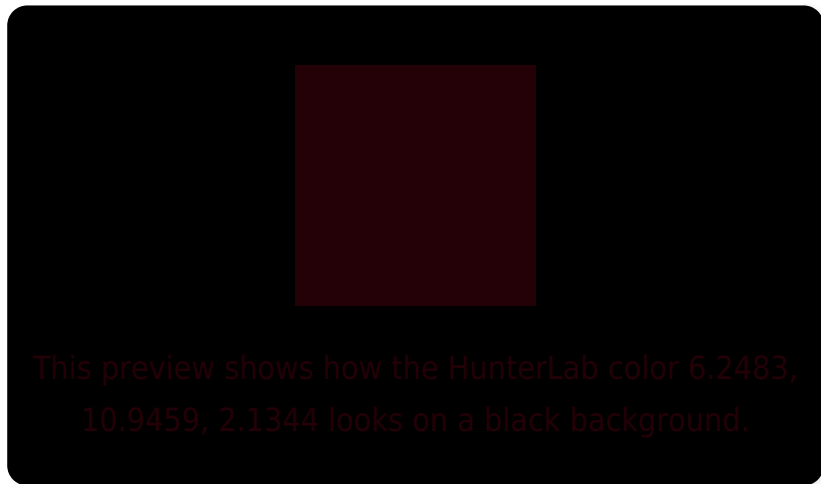 This preview shows how the HunterLab color 6.2483,
10.9459, 2.1344 looks on a black background.